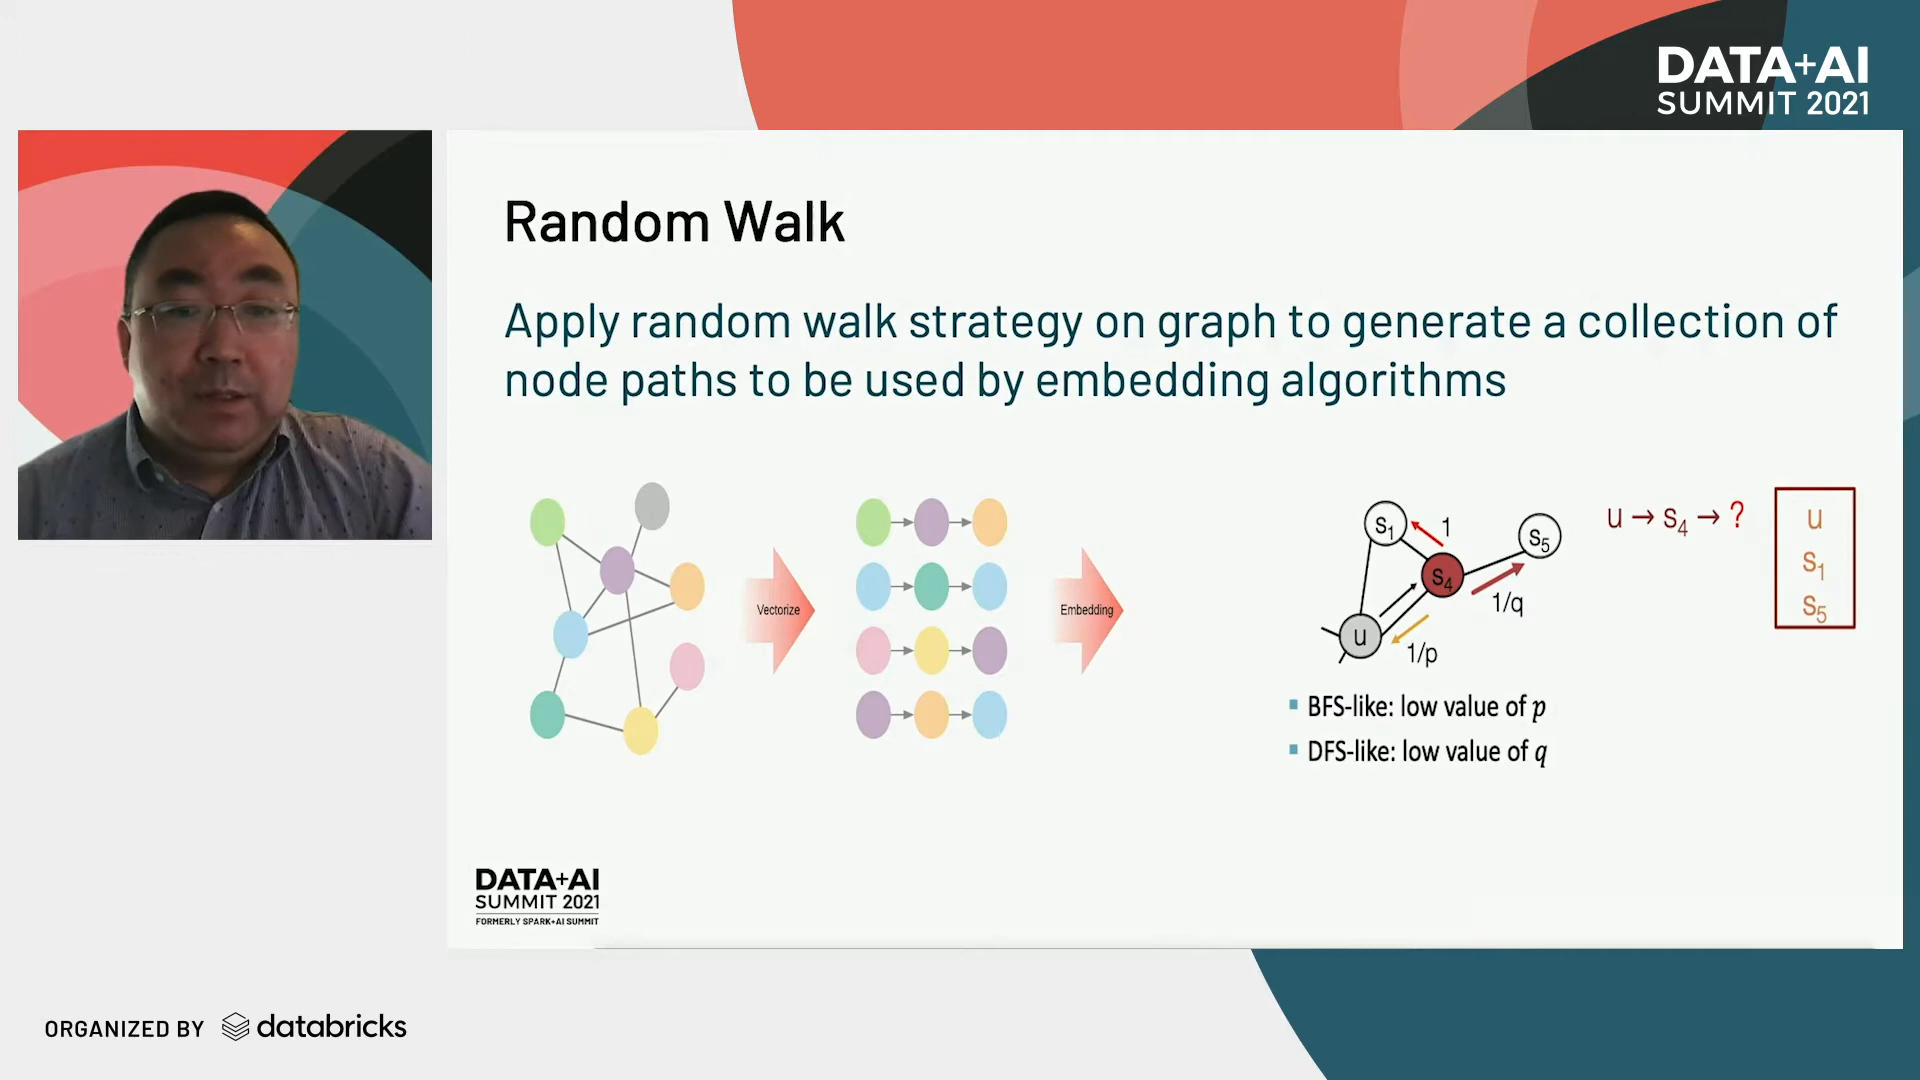 DATA+AI
SUMMIT 2021
Random Walk
Apply random walk strategy on graph to generate a collection of
node paths to be used by embedding algorithms
Vectorize
Embedding
S1
1
S4
S5
1/q
u
1/p
u → S4 → ?
u
S1
S5
▪ BFS-like: low value of p
▪ DFS-like: low value of q
DATA+AI
SUMMIT 2021
FORMERLY SPARK+AI SUMMIT
ORGANIZED BY databricks